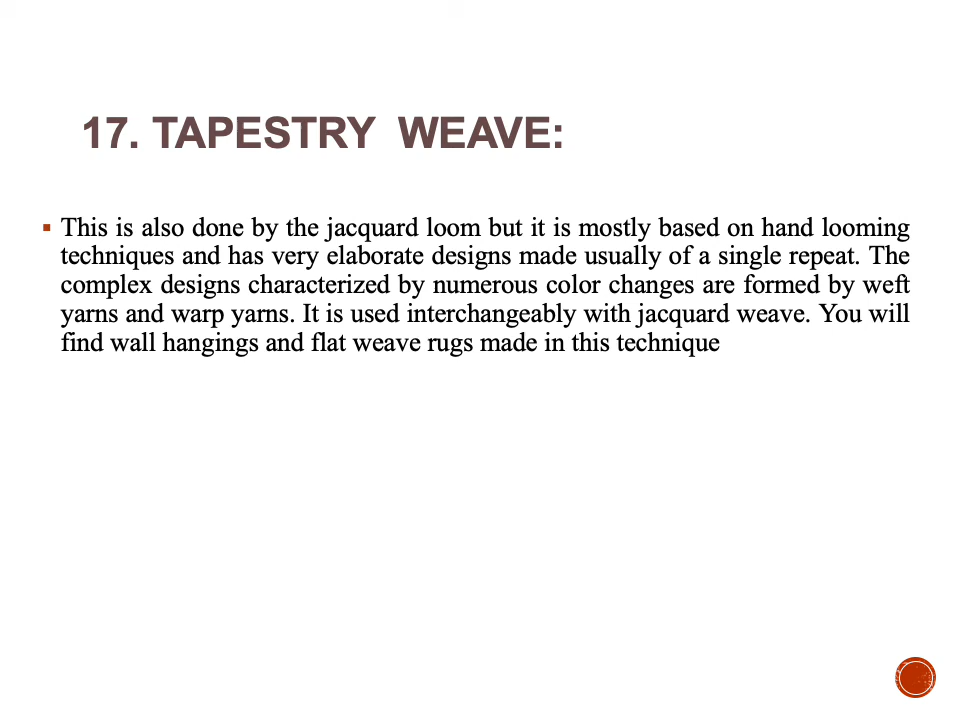 17. TAPESTRY WEAVE:
▪ This is also done by the jacquard loom but it is mostly based on hand looming
techniques and has very elaborate designs made usually of a single repeat. The
complex designs characterized by numerous color changes are formed by weft
yarns and warp yarns. It is used interchangeably with jacquard weave. You will
find wall hangings and flat weave rugs made in this technique